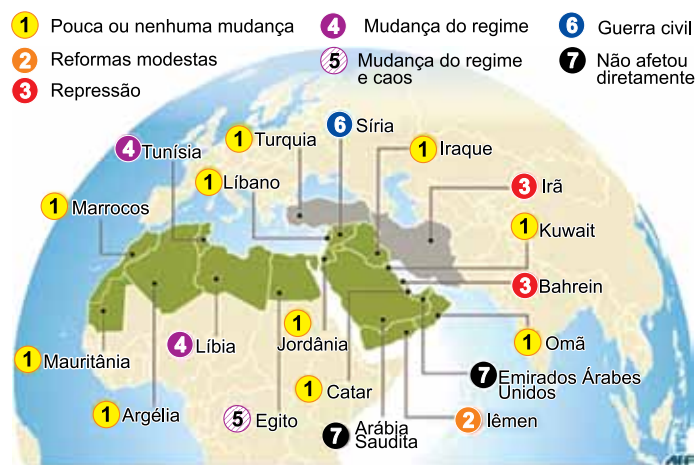 1 Pouca ou nenhuma mudança
2 Reformas modestas
3 Repressão
4 Mudança do regime
5 Mudança do regime
e caos
6 Guerra civil
7 Não afetou
diretamente
4 Tunísia
1 Turquia
6 Síria
1 Iraque
1 Líbano
3 Irã
1 Marrocos
1 Kuwait
3 Bahrein
1 Mauritânia
4 Líbia
1
Jordânia
1 Omã
1 Argélia
5 Egito
1 Catar
7 Arábia
Saudita
7 Emirados Árabes
Unidos
2 Iêmen